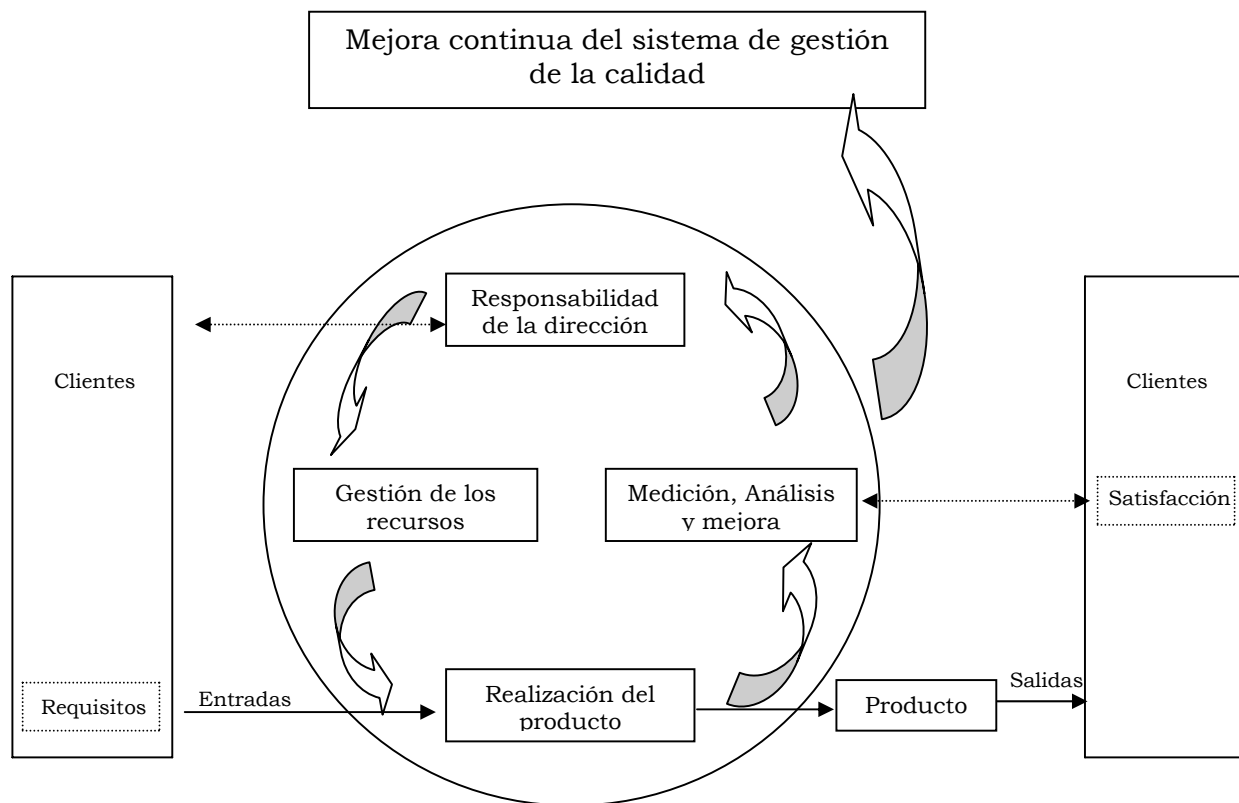 Mejora continua del sistema de gestión
de la calidad
Responsabilidad
de la dirección
Clientes
Clientes
Gestión de los
recursos
Medición, Análisis
y mejora
Satisfacción
Requisitos
Entradas
Realización del
producto
Producto
Salidas